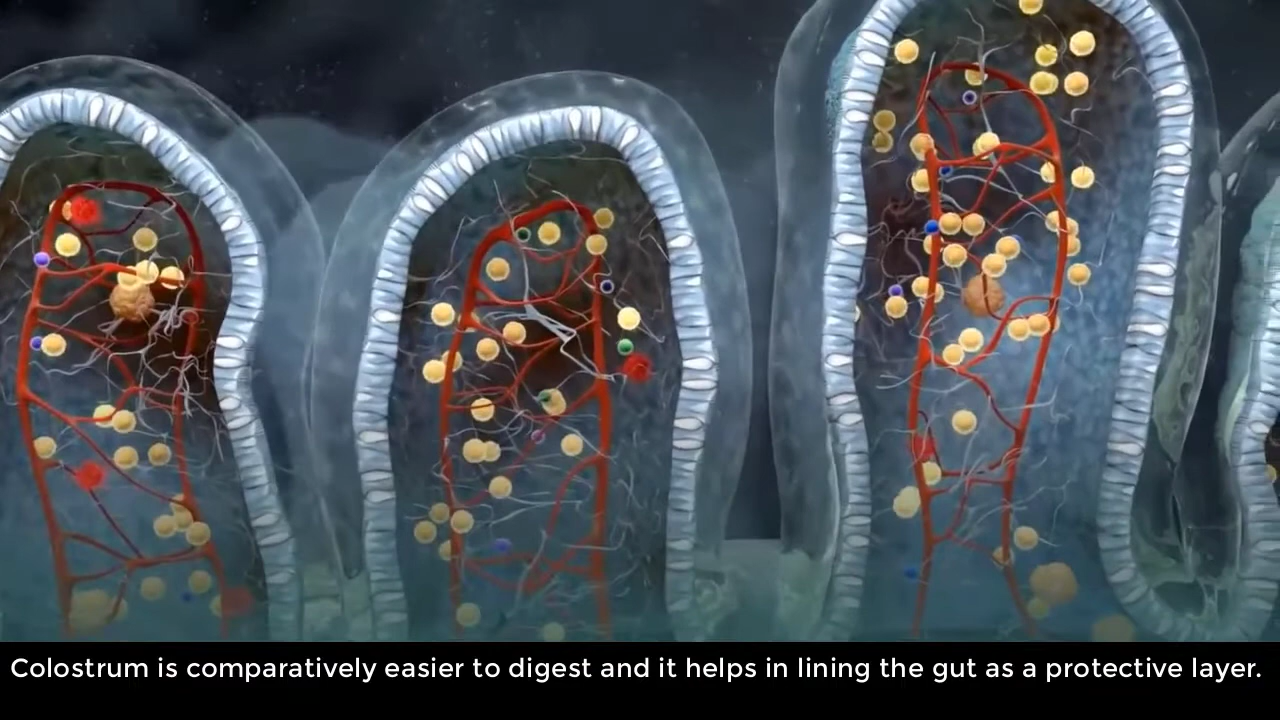 Colostrum is comparatively easier to digest and it helps in lining the gut as a protective layer.